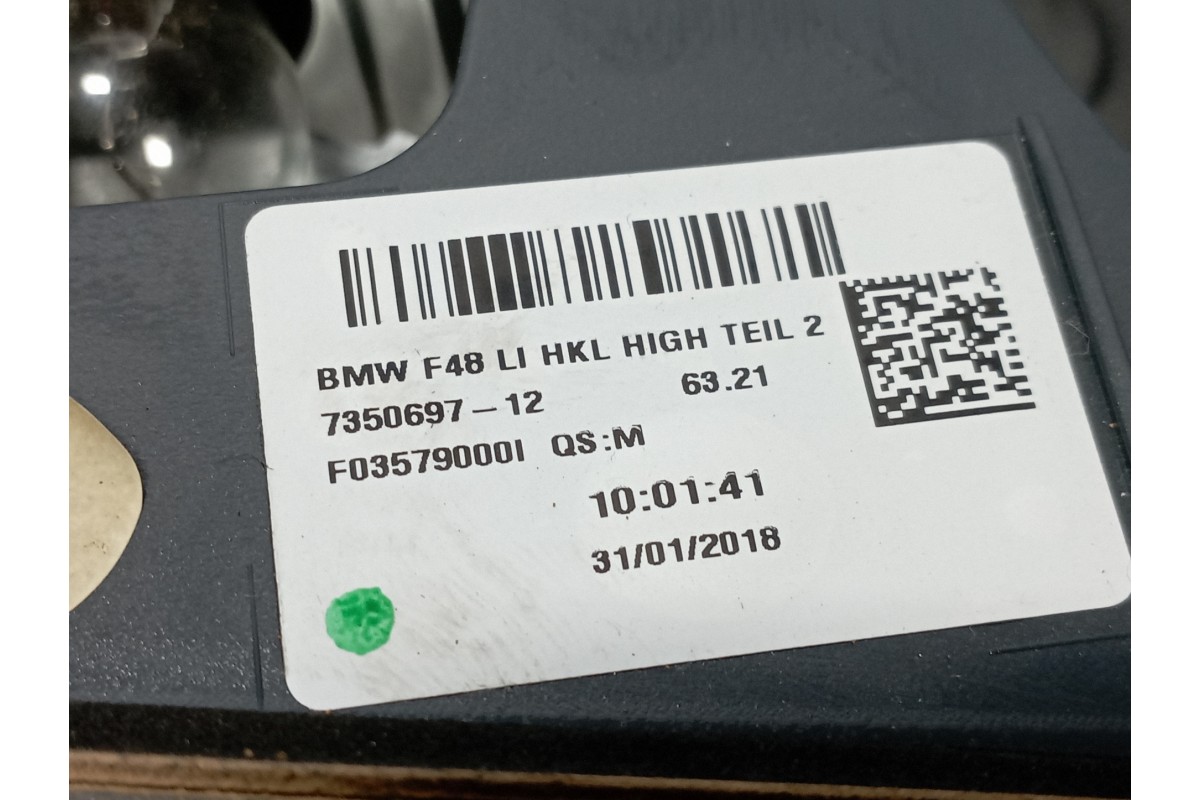 BMW F48 LI HKL HIGH TEIL 2
7350697-12 63.21
F03579000I QS:M
10:01:41
31/01/2018